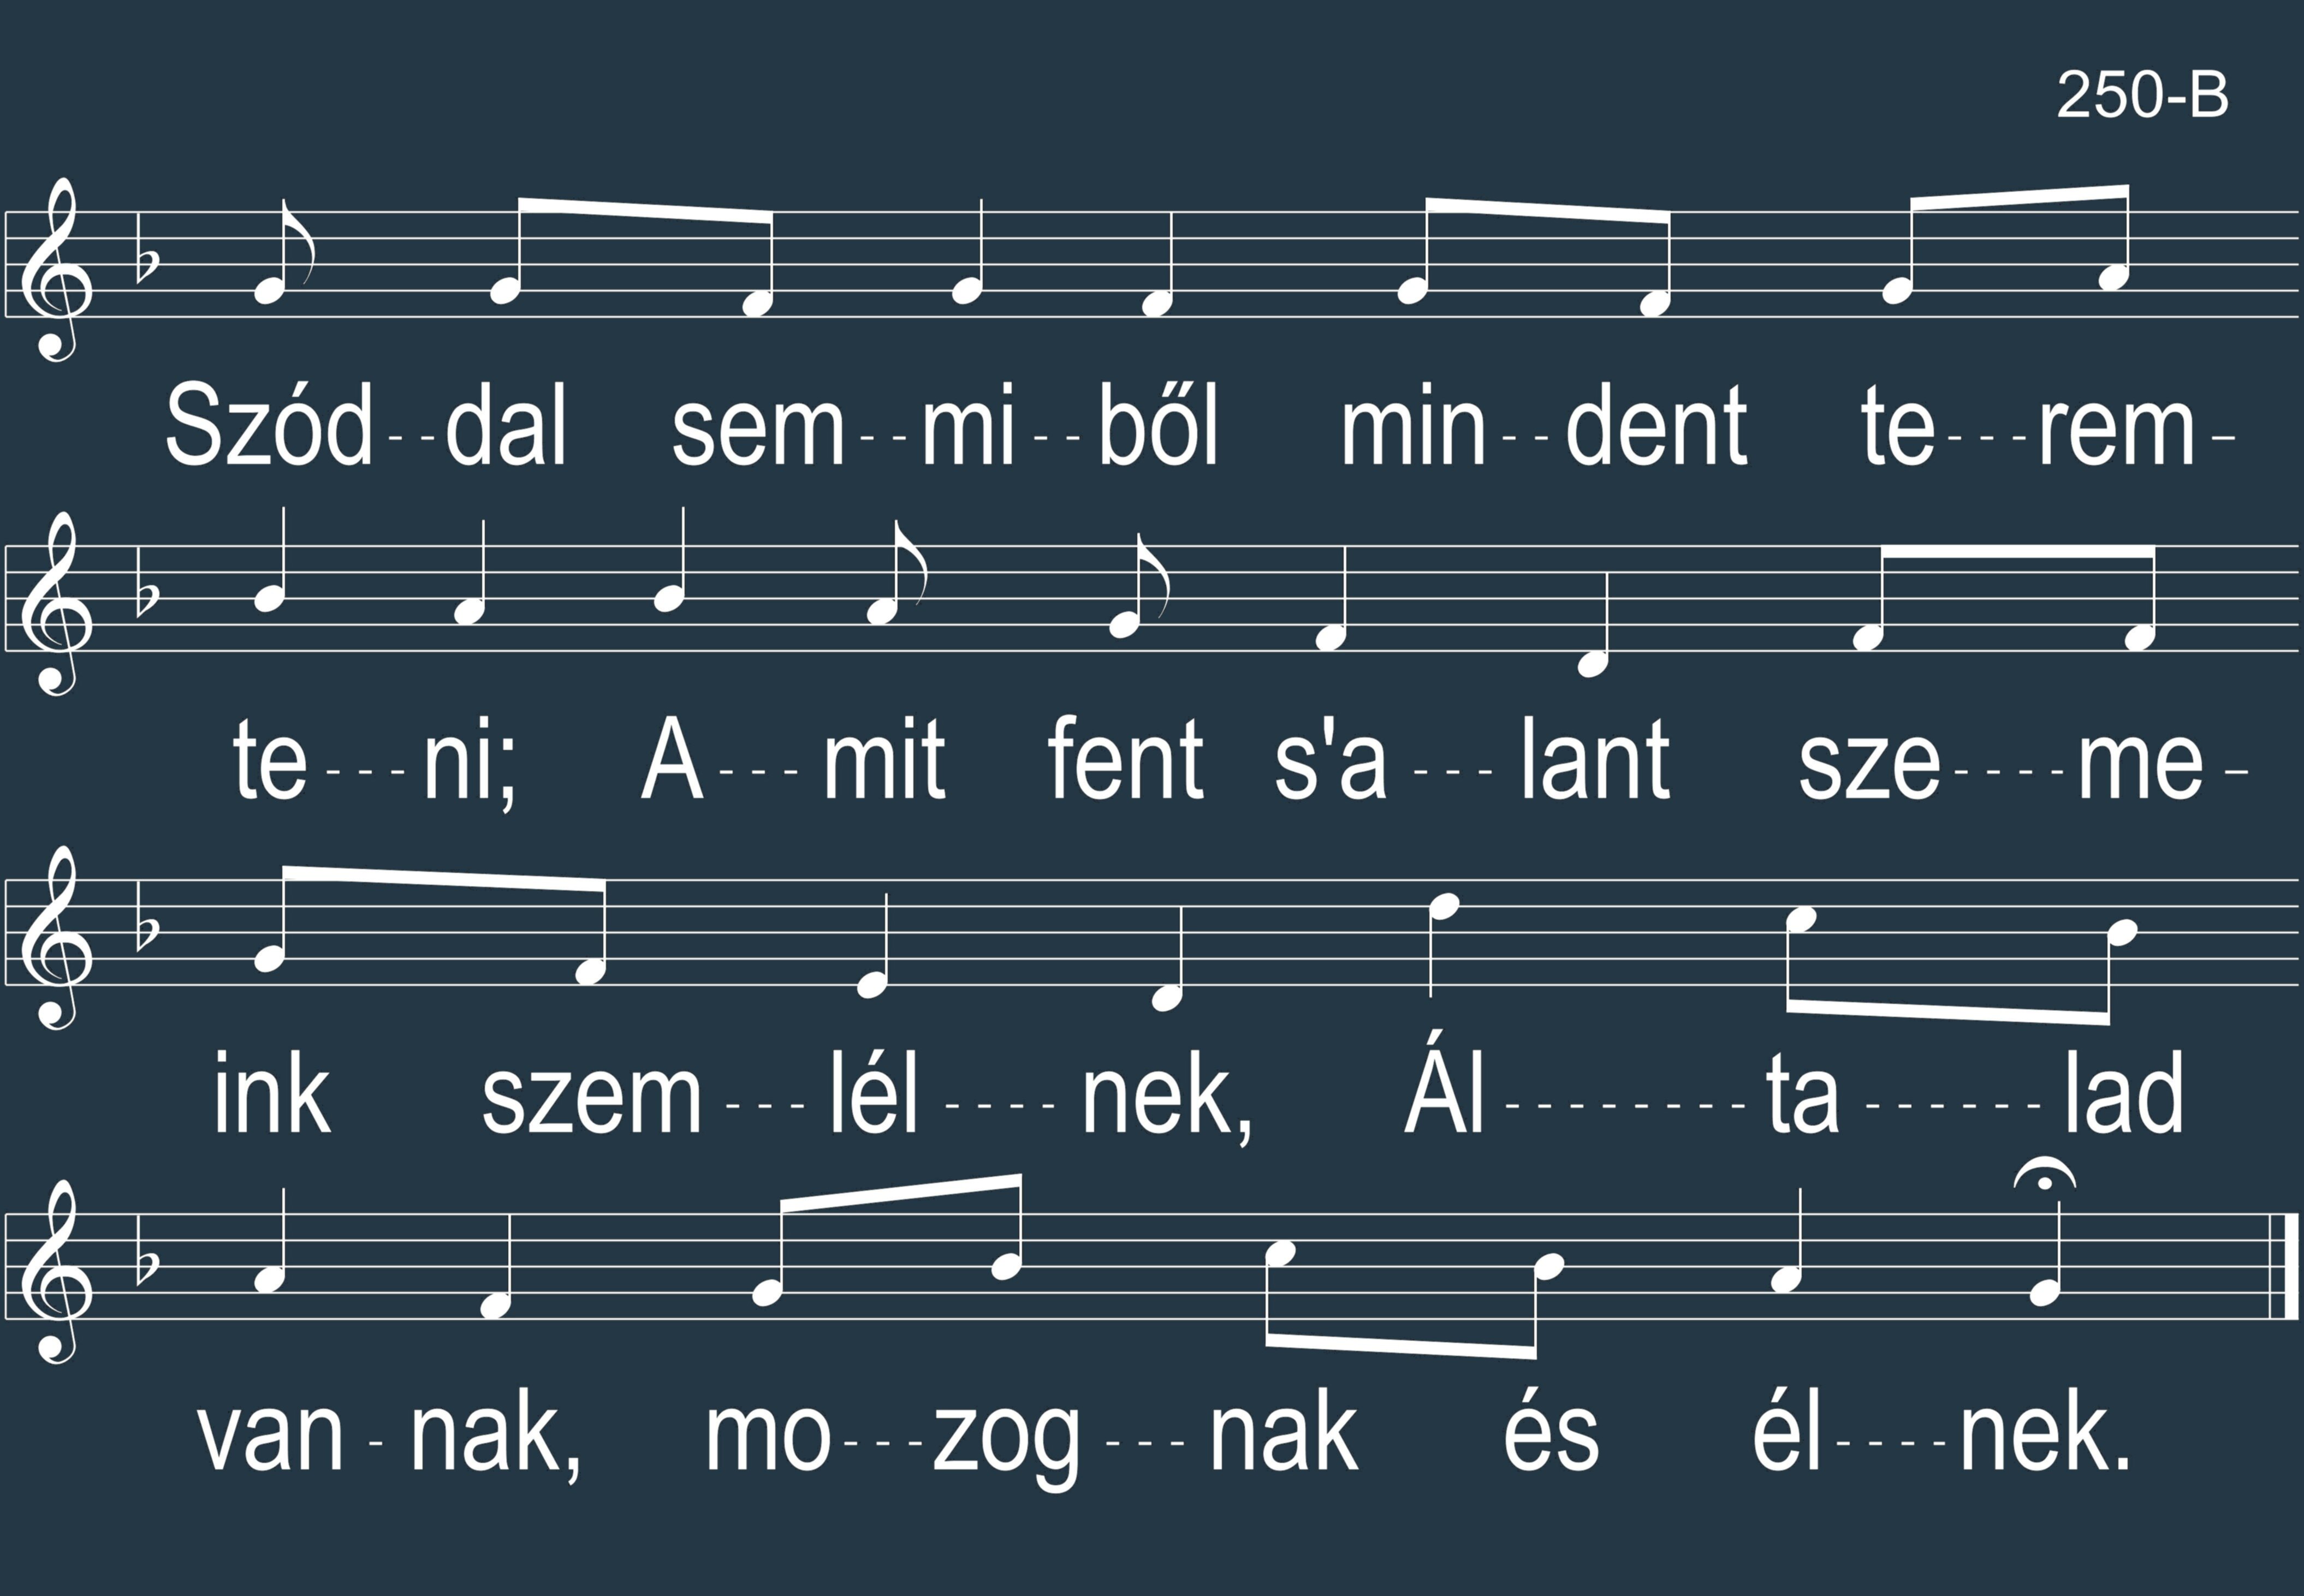 250-B
Szód--dal sem--mi--ből min--dent te---rem-
te---ni; A---mit fent s'a---lant sze----me-
ink szem---lél----nek, Ál--------ta------lad
van-nak, mo---zog---nak és él----nek.